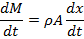 dM/dt = ρA dx/dt